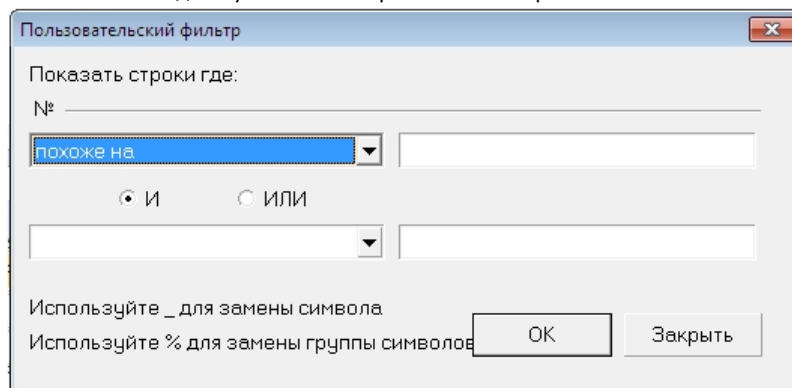 Пользовательский фильтр
Показать строки где:
№
похоже на
И ИЛИ
Используйте _ для замены символа
Используйте % для замены группы символов
ОК Закрыть